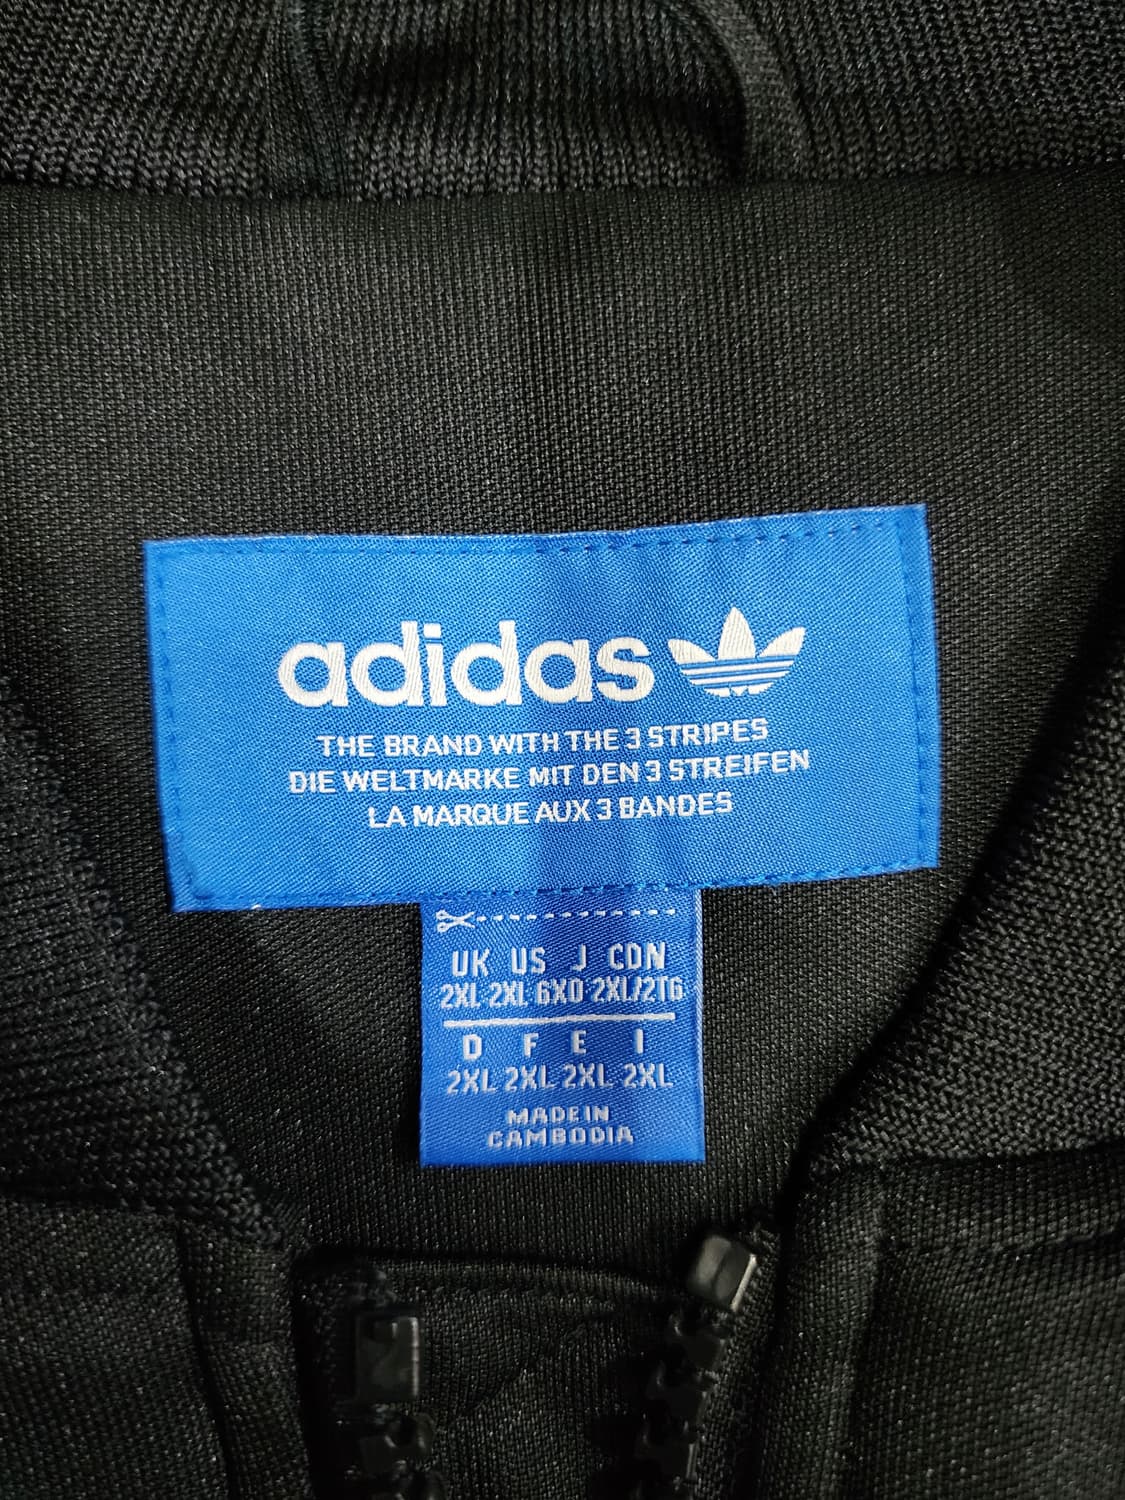 adidas
THE BRAND WITH THE 3 STRIPES
DIE WELTMARKE MIT DEN 3 STREIFEN
LA MARQUE AUX 3 BANDES
UK US J CDN
2XL 2XL 6XO 2XL/2TG
D F E I
2XL 2XL 2XL 2XL
MADE IN
CAMBODIA